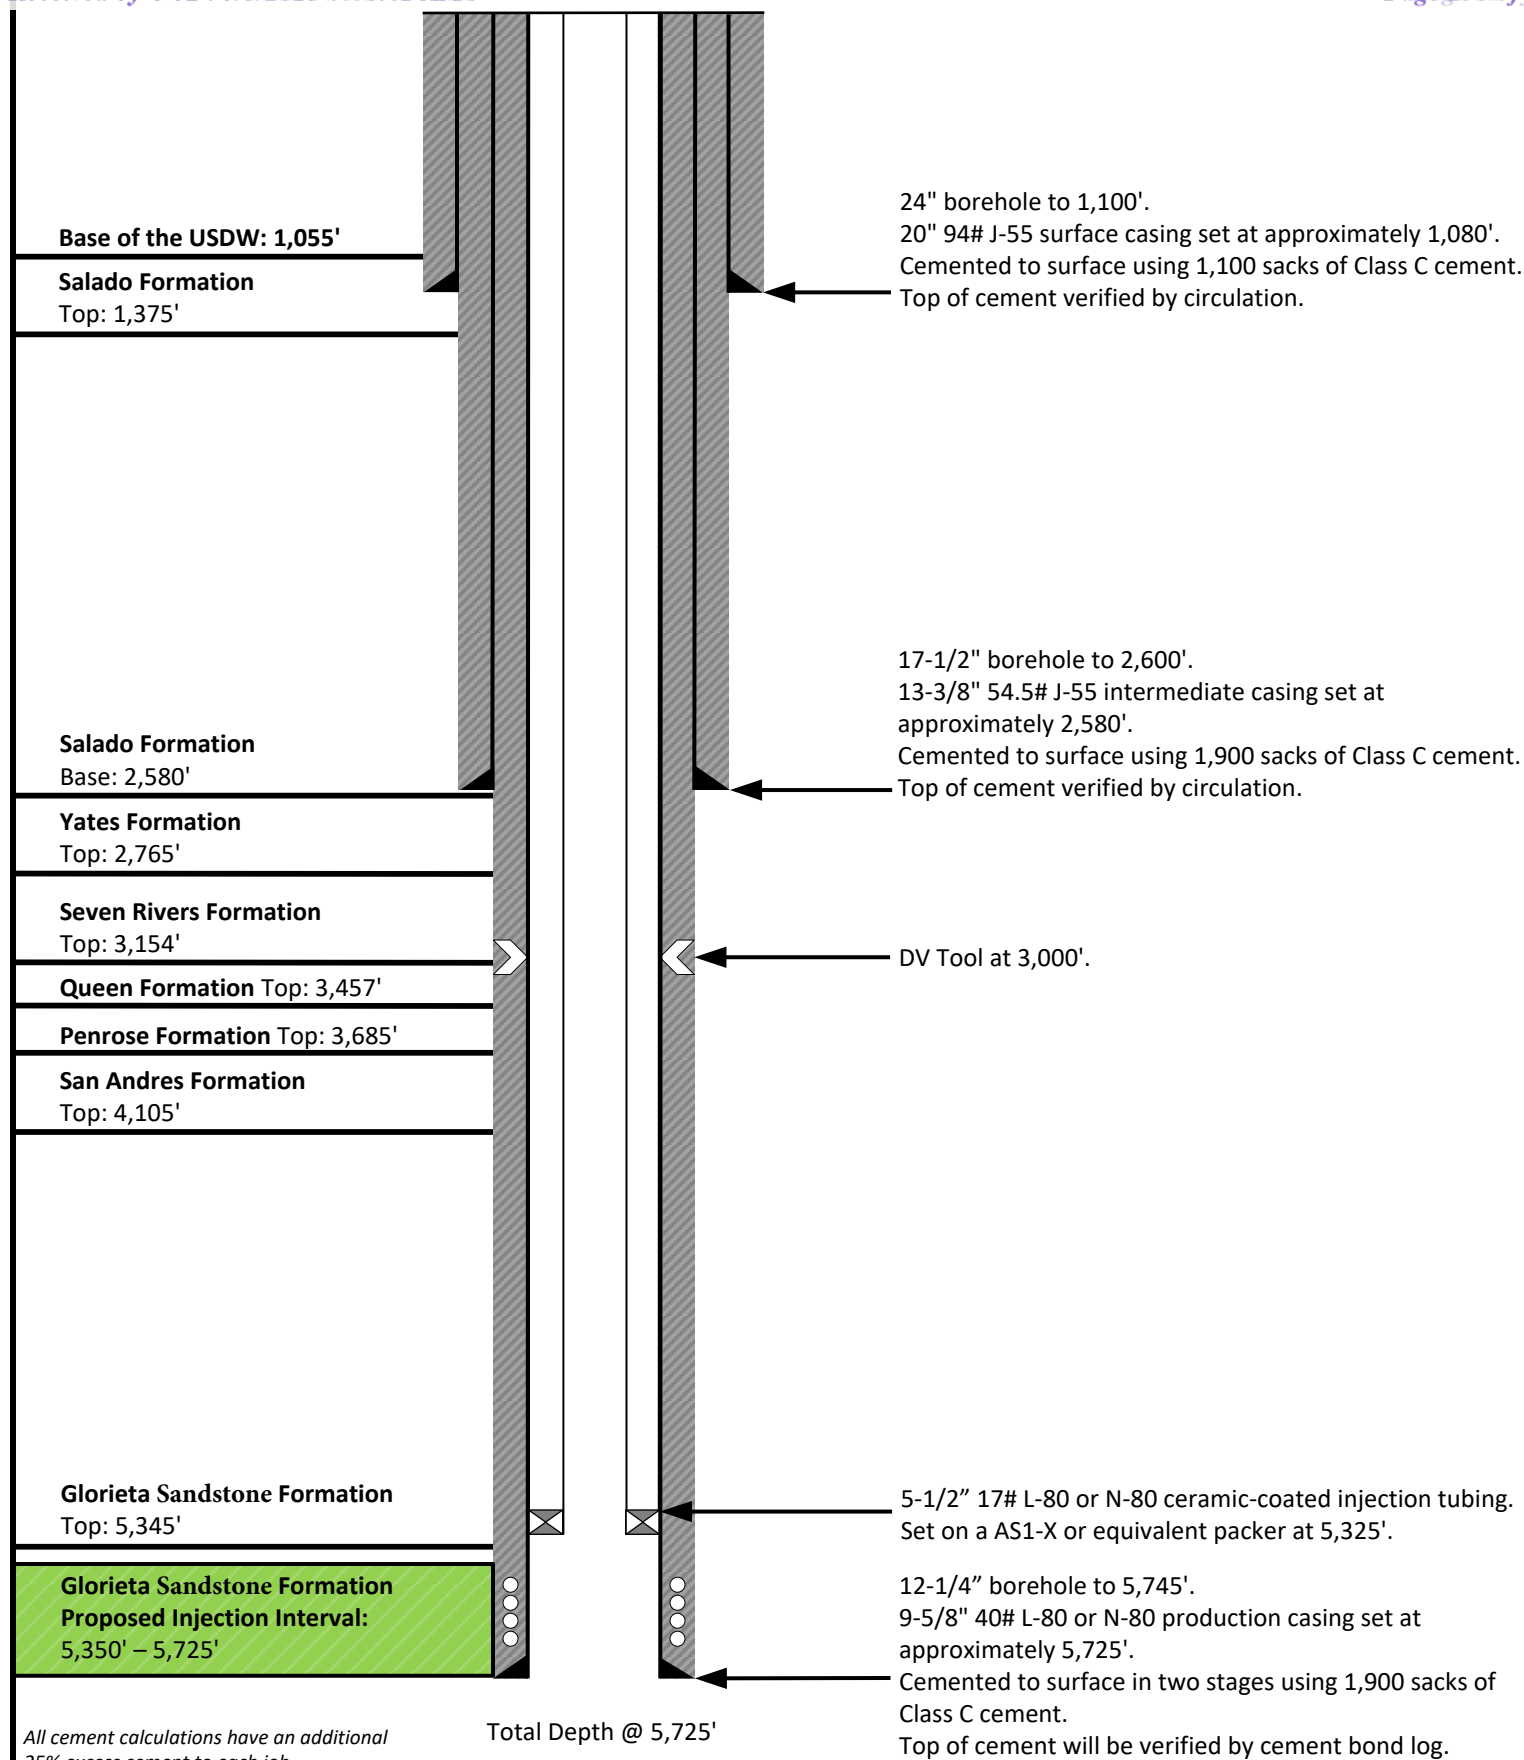 Base of the USDW: 1,055'
Salado Formation
Top: 1,375'
24" borehole to 1,100'.
20" 94# J-55 surface casing set at approximately 1,080'.
Cemented to surface using 1,100 sacks of Class C cement.
Top of cement verified by circulation.
17-1/2" borehole to 2,600'.
13-3/8" 54.5# J-55 intermediate casing set at
approximately 2,580'.
Cemented to surface using 1,900 sacks of Class C cement.
Top of cement verified by circulation.
Salado Formation
Base: 2,580'
Yates Formation
Top: 2,765'
Seven Rivers Formation
Top: 3,154'
DV Tool at 3,000'.
Queen Formation Top: 3,457'
Penrose Formation Top: 3,685'
San Andres Formation
Top: 4,105'
Glorieta Sandstone Formation
Top: 5,345'
5-1/2” 17# L-80 or N-80 ceramic-coated injection tubing.
Set on a AS1-X or equivalent packer at 5,325'.
Glorieta Sandstone Formation
Proposed Injection Interval:
5,350' – 5,725'
12-1/4” borehole to 5,745'.
9-5/8" 40# L-80 or N-80 production casing set at
approximately 5,725'.
Cemented to surface in two stages using 1,900 sacks of
Class C cement.
Top of cement will be verified by cement bond log.
Total Depth @ 5,725'
All cement calculations have an additional
25% excess cement to each job